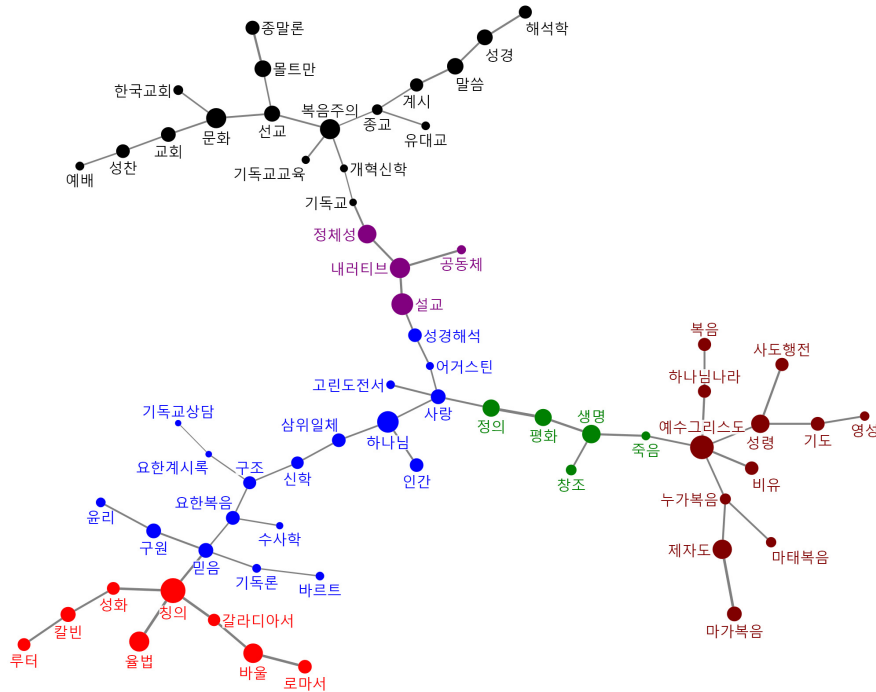 해석학
종말론
성경
몰트만
말씀
한국교회
계시
복음주의
종교
선교
문화
유대교
교회
성찬
예배
기독교교육
개혁신학
기독교
정체성
내러티브
공동체
설교
성경해석
어거스틴
고린도전서
사랑
복음
사도행전
하나님나라
기독교상담
삼위일체
하나님
정의
평화
생명
죽음
예수그리스도
성령
기도
영성
요한계시록
구조
신학
인간
창조
비유
누가복음
요한복음
윤리
구원
수사학
믿음
제자도
마태복음
기독론
바르트
성화
칭의
갈라디아서
칼빈
루터
율법
바울
로마서
마가복음